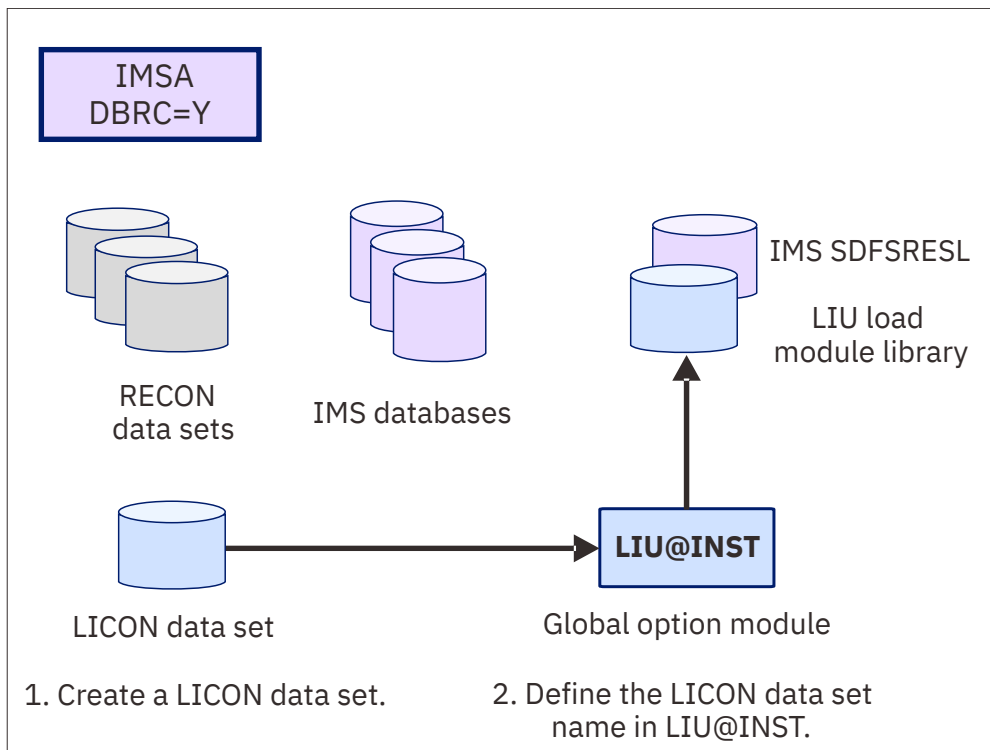 IMSA
DBRC=Y
IMS SDFSRESL
LIU load
module library
RECON
data sets
IMS databases
LIU@INST
LICON data set
Global option module
1. Create a LICON data set.
2. Define the LICON data set
name in LIU@INST.